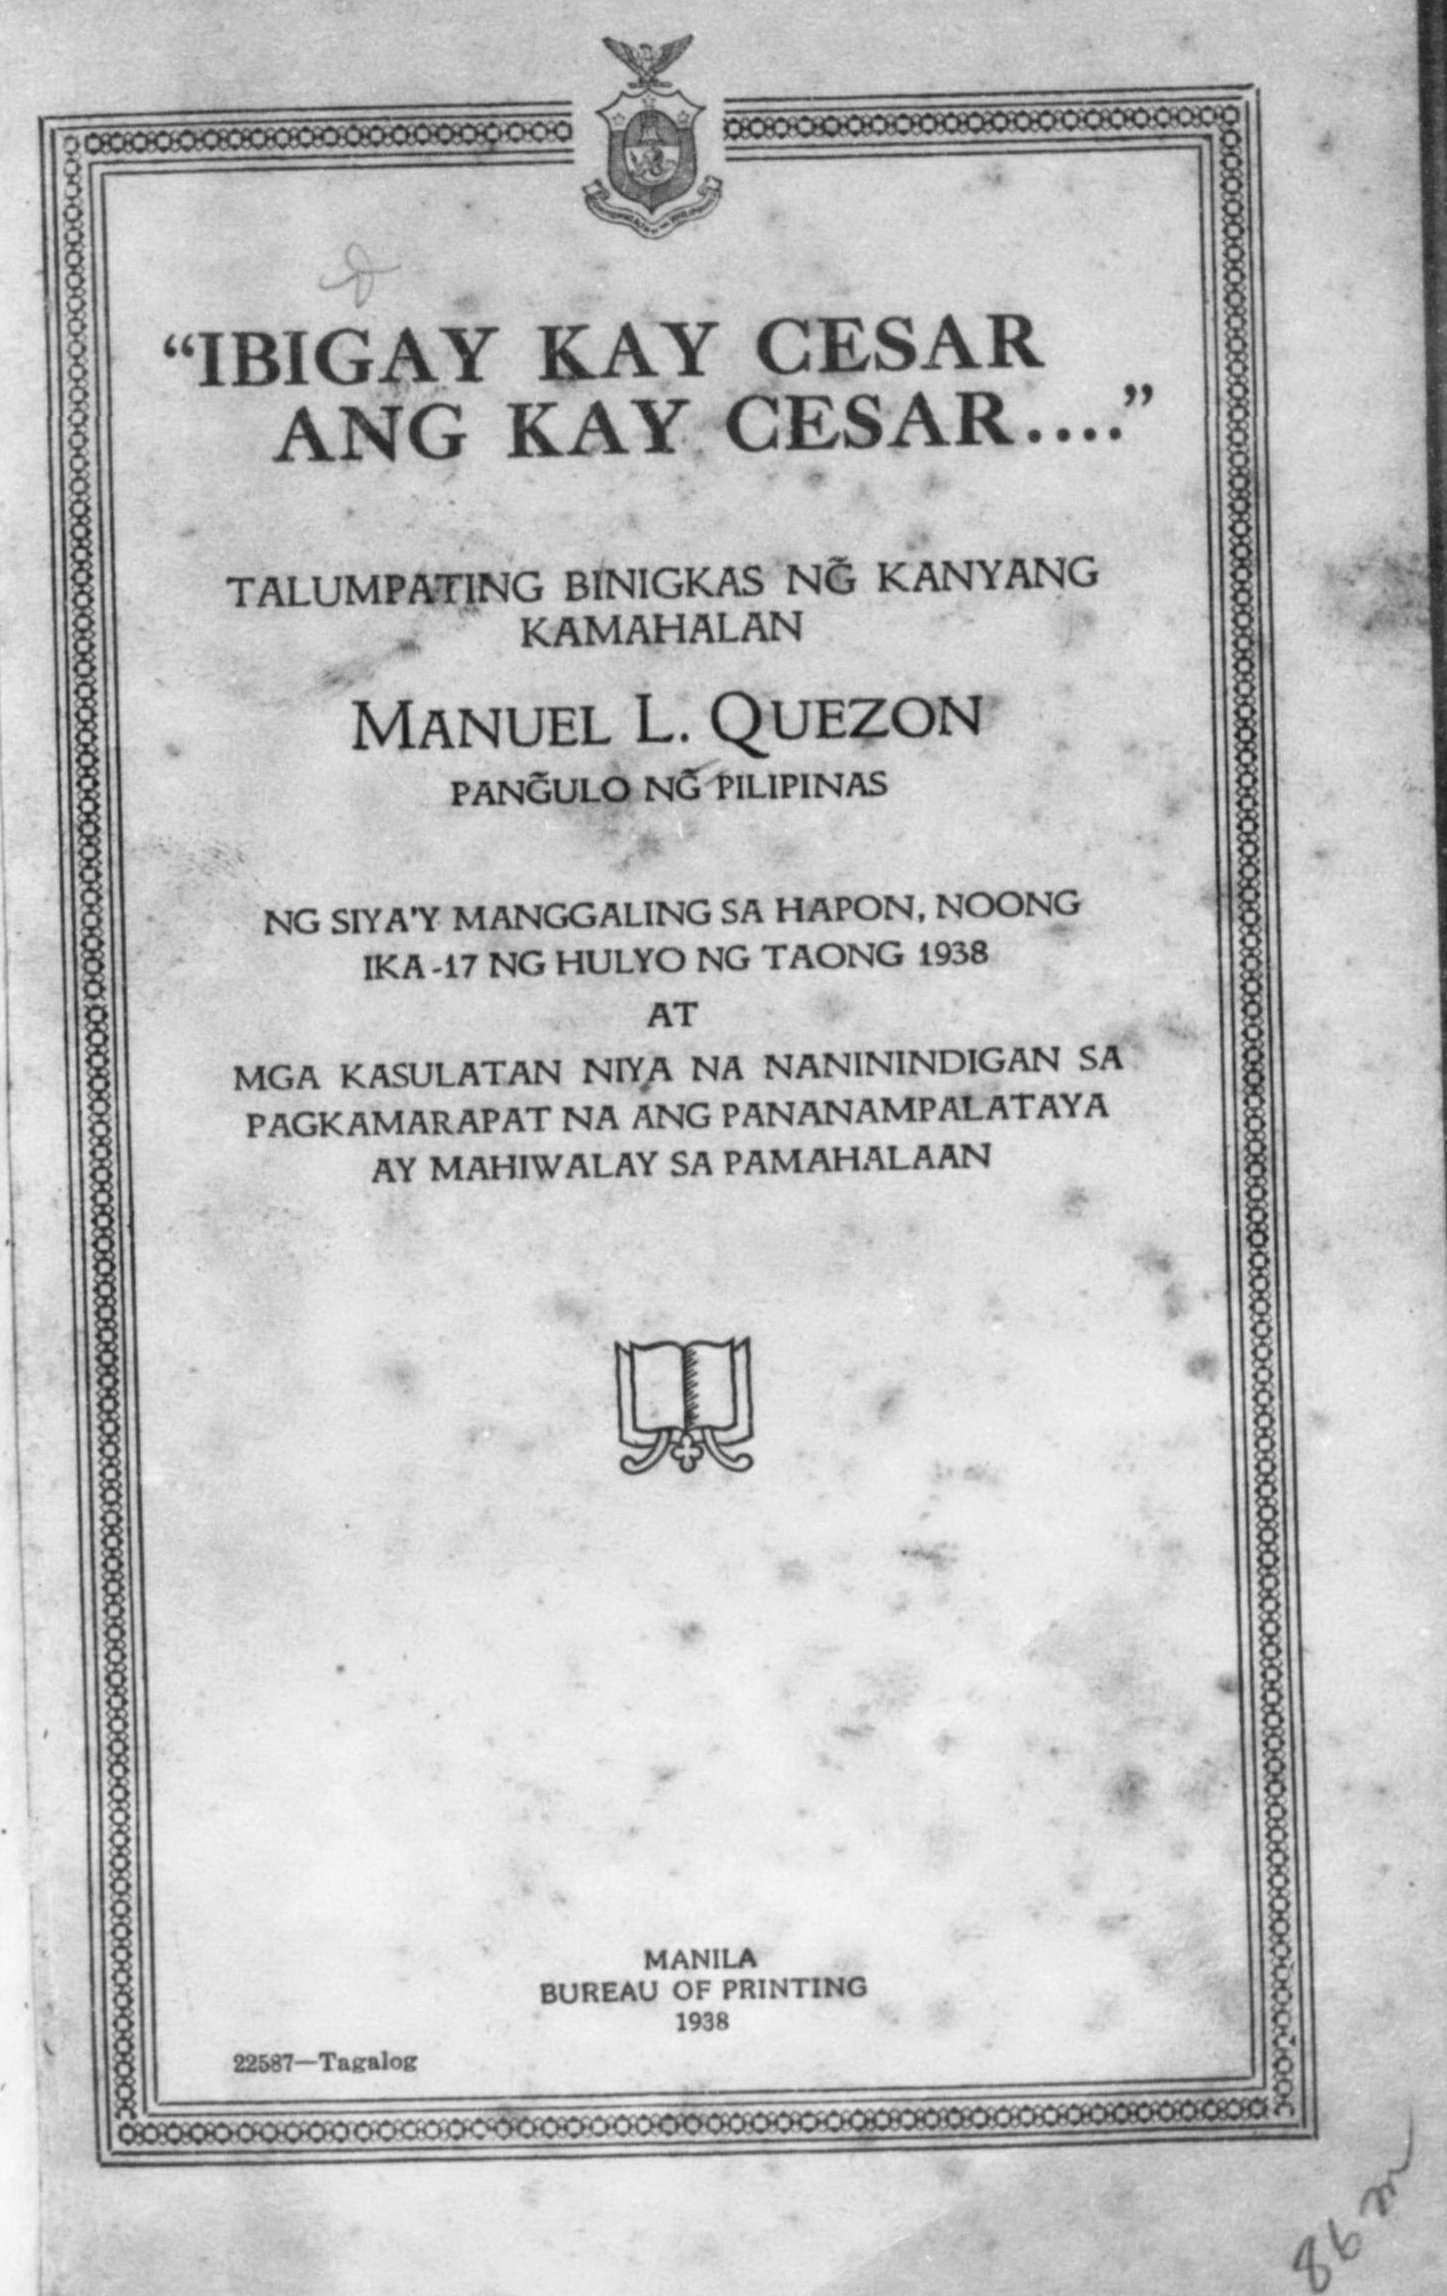 “IBIGAY KAY CESAR
ANG KAY CESAR....”
TALUMPATING BINIGKAS NG̃ KANYANG
KAMAHALAN
MANUEL L. QUEZON
PANG̃ULO NG̃ PILIPINAS
NG SIYA'Y MANGGALING SA HAPON, NOONG
IKA-17 NG HULYO NG TAONG 1938
AT
MGA KASULATAN NIYA NA NANININDIGAN SA
PAGKAMARAPAT NA ANG PANANAMPALATAYA
AY MAHIWALAY SA PAMAHALAAN
MANILA
BUREAU OF PRINTING
1938
22587—Tagalog
86 m